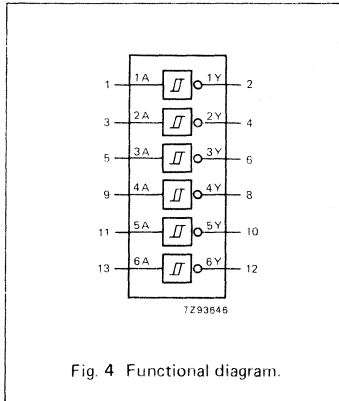 1 1A 1Y 2
3 2A 2Y 4
5 3A 3Y 6
9 4A 4Y 8
11 5A 5Y 10
13 6A 6Y 12
7Z93646
Fig. 4 Functional diagram.